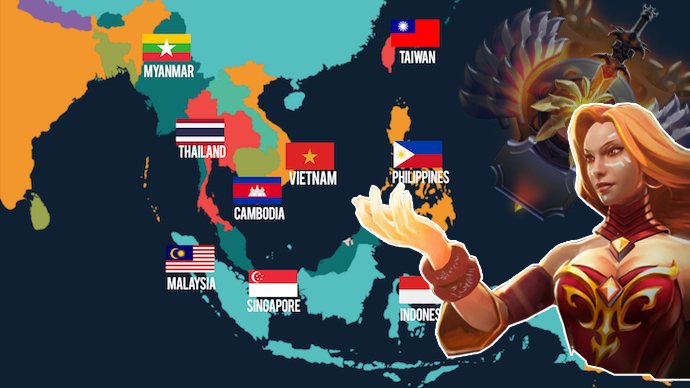 TAIWAN
MYANMAR
THAILAND
VIETNAM
PHILIPPINES
CAMBODIA
MALAYSIA
SINGAPORE
INDONES